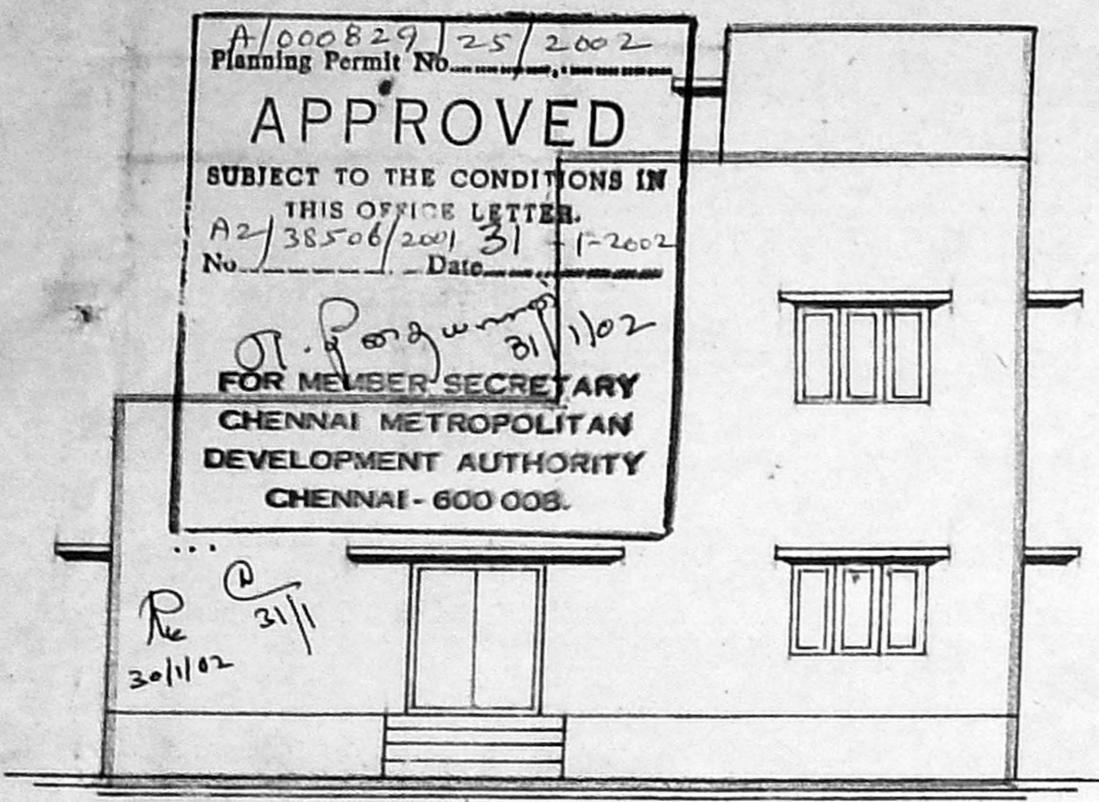 A/000829/25/2002
Planning Permit No.
APPROVED
SUBJECT TO THE CONDITIONS IN
THIS OFFICE LETTER.
A2/38506/2001 31-1-2002
No. Date
31/1/02
FOR MEMBER SECRETARY
CHENNAI METROPOLITAN
DEVELOPMENT AUTHORITY
CHENNAI - 600 008.
31/1
30/1/02